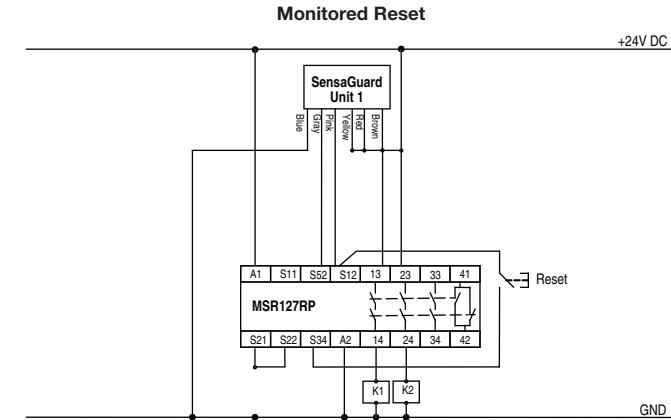 Monitored Reset
+24V DC
SensaGuard
Unit 1
Blue
Gray
Pink
Yellow
Red
Brown
A1 S11 S52 S12 13 23 33 41
Reset
MSR127RP
S21 S22 S34 A2 14 24 34 42
K1 K2
GND